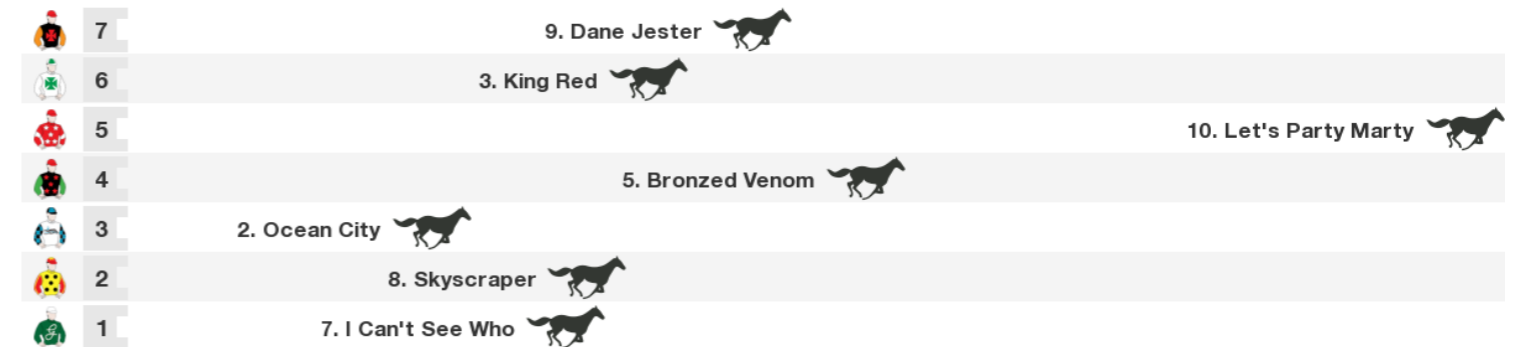 7 9. Dane Jester
6 3. King Red
5 10. Let's Party Marty
4 5. Bronzed Venom
3 2. Ocean City
2 8. Skyscraper
1 7. I Can't See Who